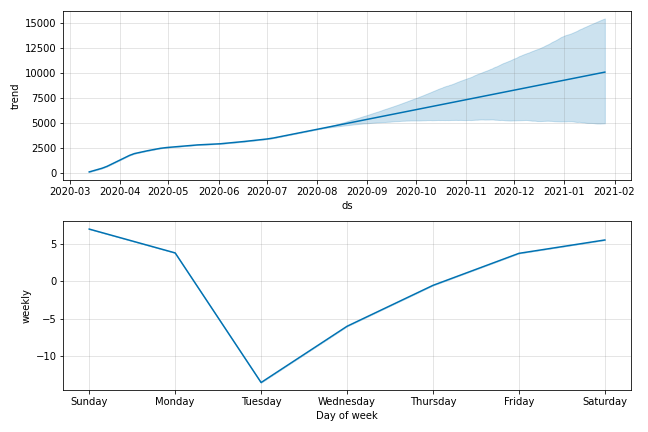 15000
12500
10000
7500
5000
2500
0
trend
2020-03 2020-04 2020-05 2020-06 2020-07 2020-08 2020-09 2020-10 2020-11 2020-12 2021-01 2021-02
ds
5
0
−5
−10
weekly
Sunday Monday Tuesday Wednesday Thursday Friday Saturday
Day of week